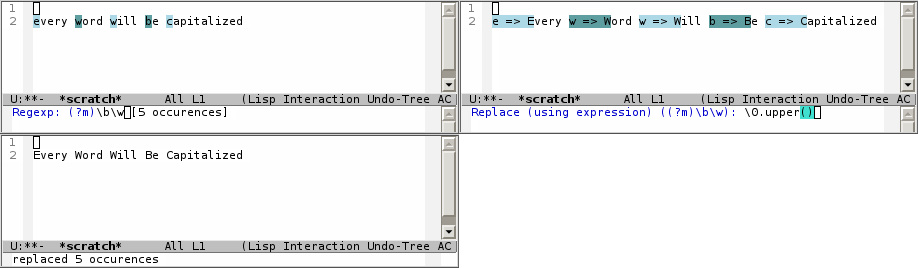 1
2 every word will be capitalized
U:**- *scratch* All L1 (Lisp Interaction Undo-Tree AC
Regexp: (?m)\b\w[5 occurences]
1
2 e => Every w => Word w => Will b => Be c => Capitalized
U:**- *scratch* All L1 (Lisp Interaction Undo-Tree AC
Replace (using expression) ((?m)\b\w): \0.upper()
1
2 Every Word Will Be Capitalized
U:**- *scratch* All L1 (Lisp Interaction Undo-Tree AC
replaced 5 occurences